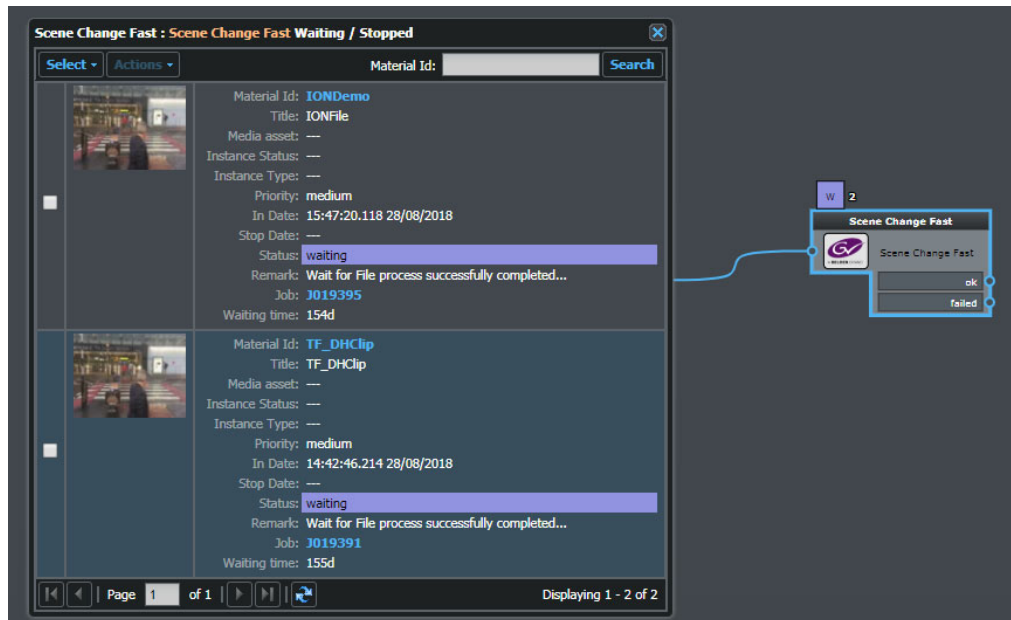 Scene Change Fast : Scene Change Fast Waiting / Stopped
Select Actions Material Id: Search
Material Id: IONDemo
Title: IONFile
Media asset: ---
Instance Status: ---
Instance Type: ---
Priority: medium
In Date: 15:47:20.118 28/08/2018
Stop Date: ---
Status: waiting
Remark: Wait for File process successfully completed...
Job: J019395
Waiting time: 154d
Material Id: TF_DHClip
Title: TF_DHClip
Media asset: ---
Instance Status: ---
Instance Type: ---
Priority: medium
In Date: 14:42:46.214 28/08/2018
Stop Date: ---
Status: waiting
Remark: Wait for File process successfully completed...
Job: J019391
Waiting time: 155d
Page 1 of 1 Displaying 1 - 2 of 2
W 2
Scene Change Fast
GV Scene Change Fast
ok
failed